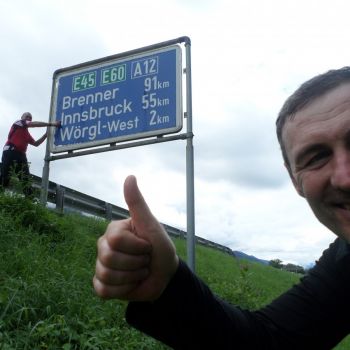 E45 E60 A12
Brenner 91km
Innsbruck 55km
Wörgl-West 2km